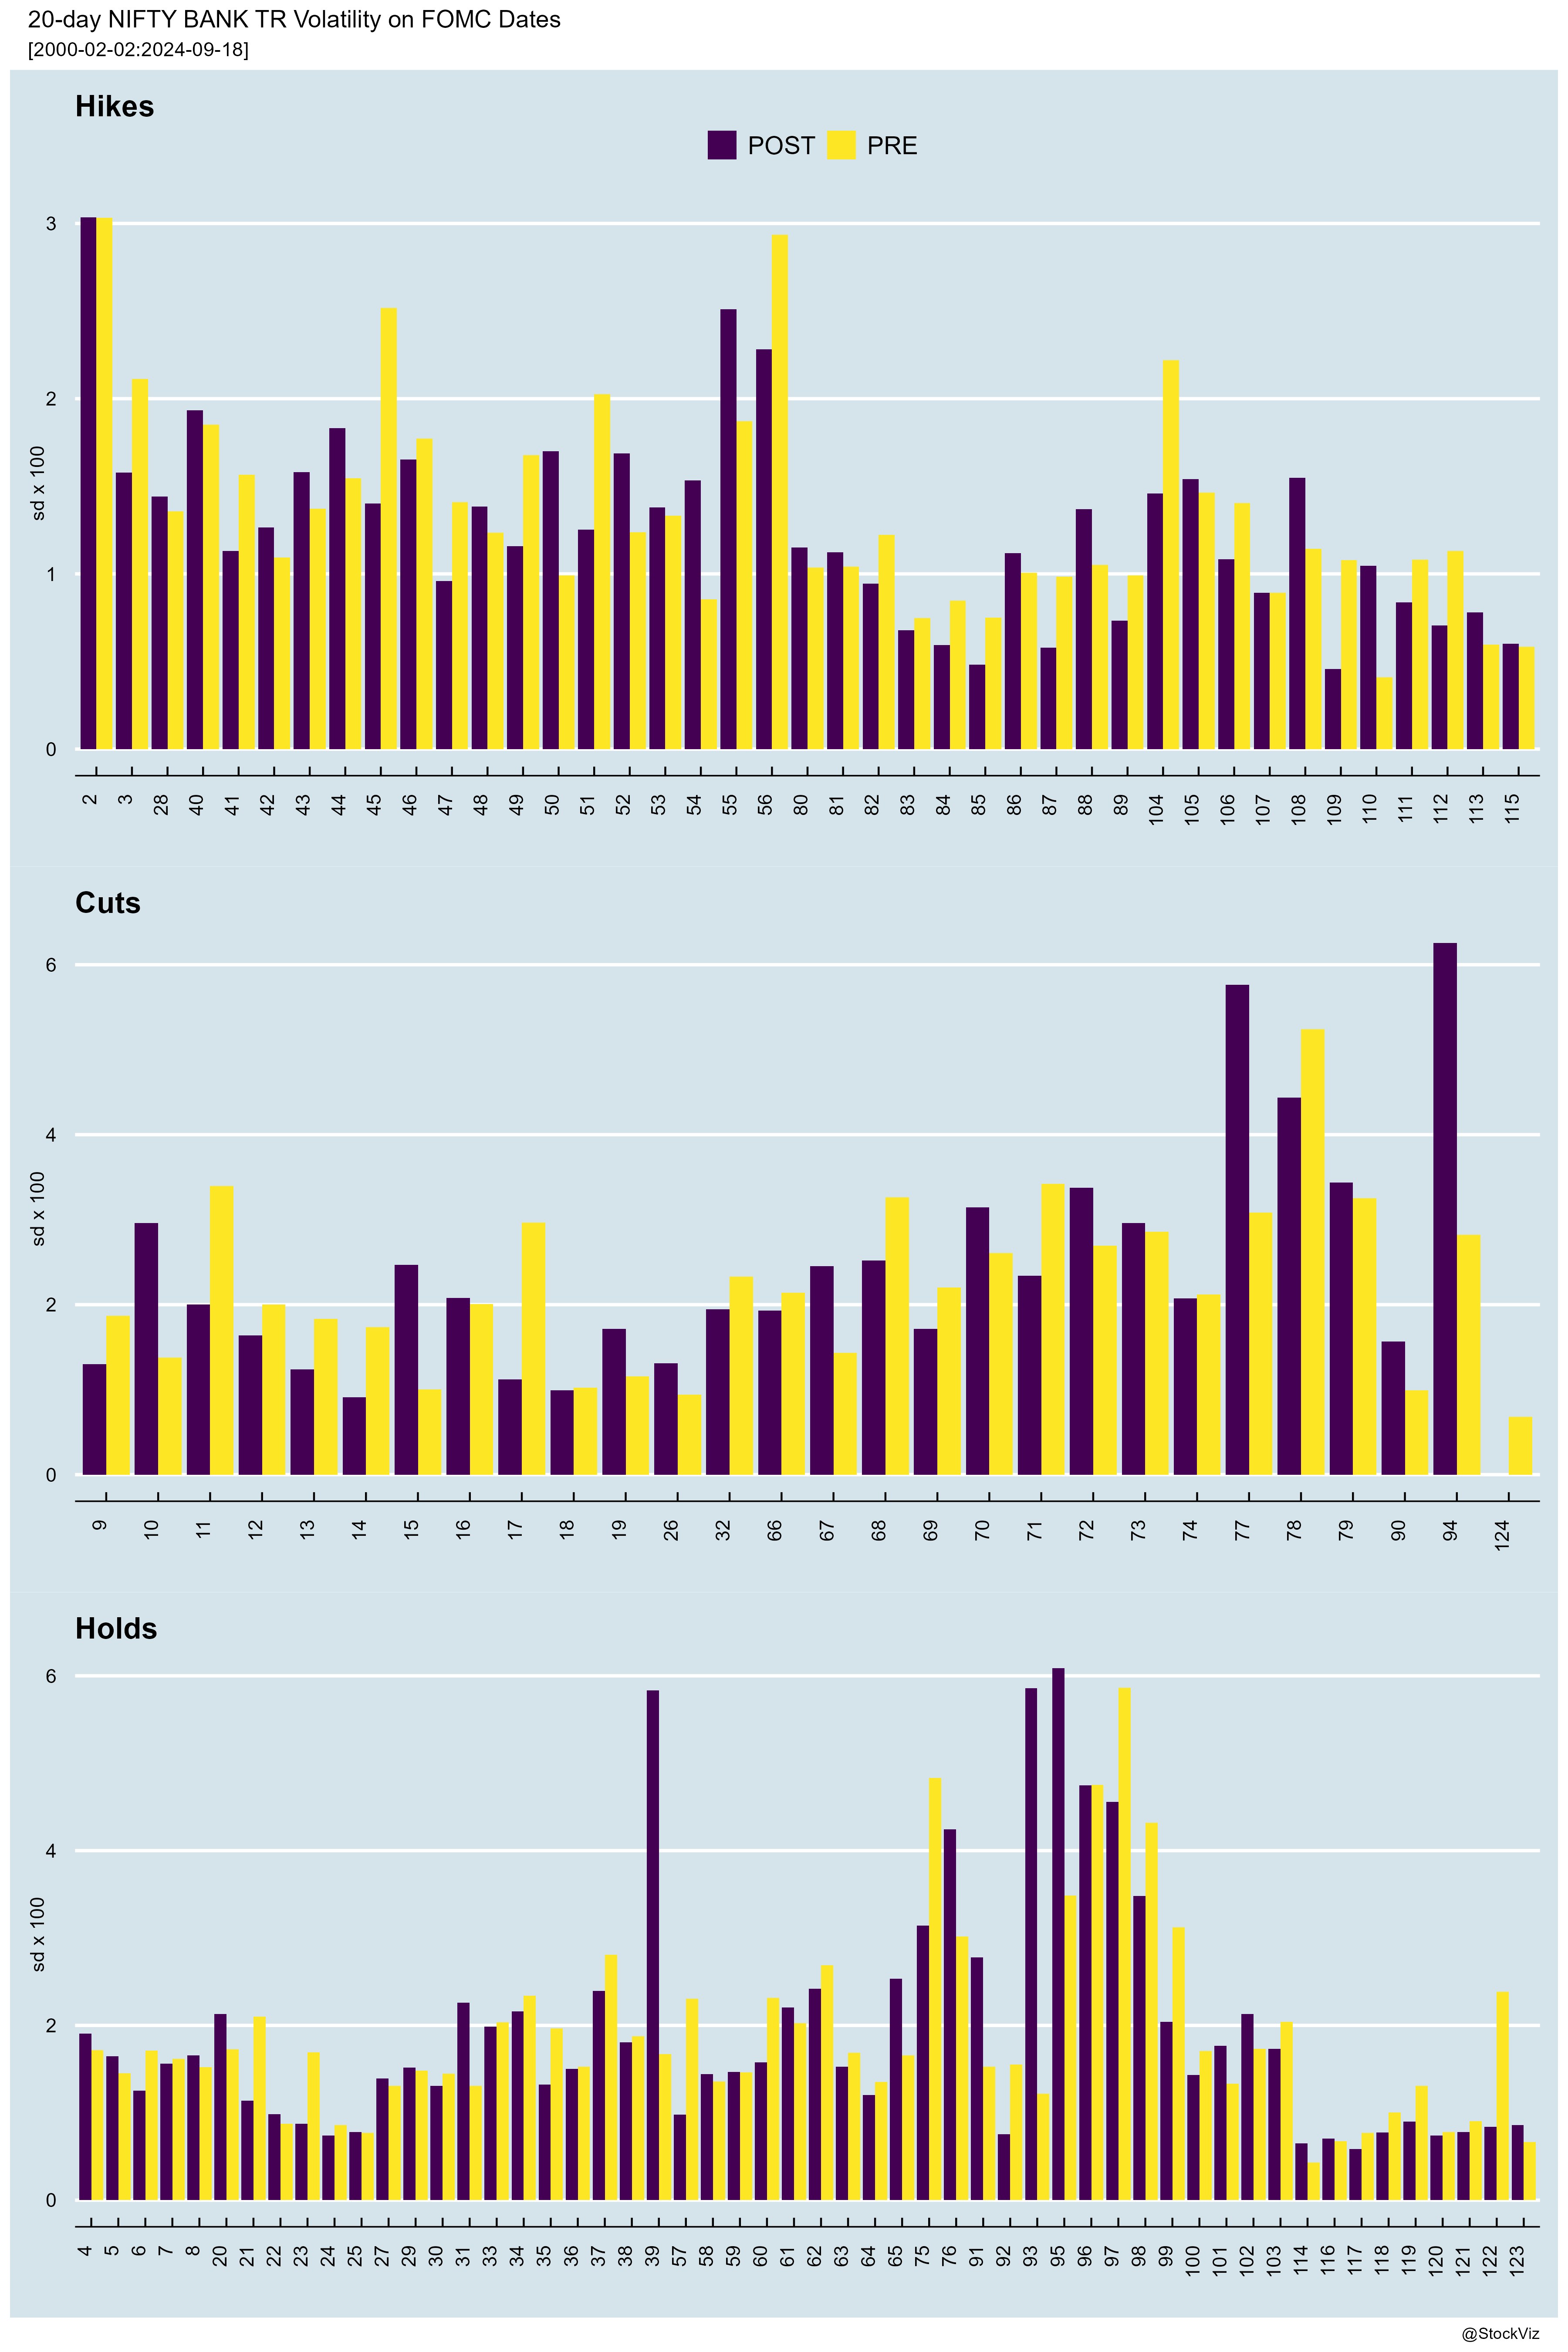 20-day NIFTY BANK TR Volatility on FOMC Dates
[2000-02-02:2024-09-18]
Hikes
POST PRE
3
2
1
0
sd x 100
2 3 28 40 41 42 43 44 45 46 47 48 49 50 51 52 53 54 55 56 80 81 82 83 84 85 86 87 88 89 104 105 106 107 108 109 110 111 112 113 115
Cuts
6
4
2
0
sd x 100
9 10 11 12 13 14 15 16 17 18 19 26 32 66 67 68 69 70 71 72 73 74 77 78 79 90 94 124
Holds
6
4
2
0
sd x 100
4 5 6 7 8 20 21 22 23 24 25 27 29 30 31 33 34 35 36 37 38 39 57 58 59 60 61 62 63 64 65 75 76 91 92 93 95 96 97 98 99 100 101 102 103 114 116 117 118 119 120 121 122 123
@StockViz